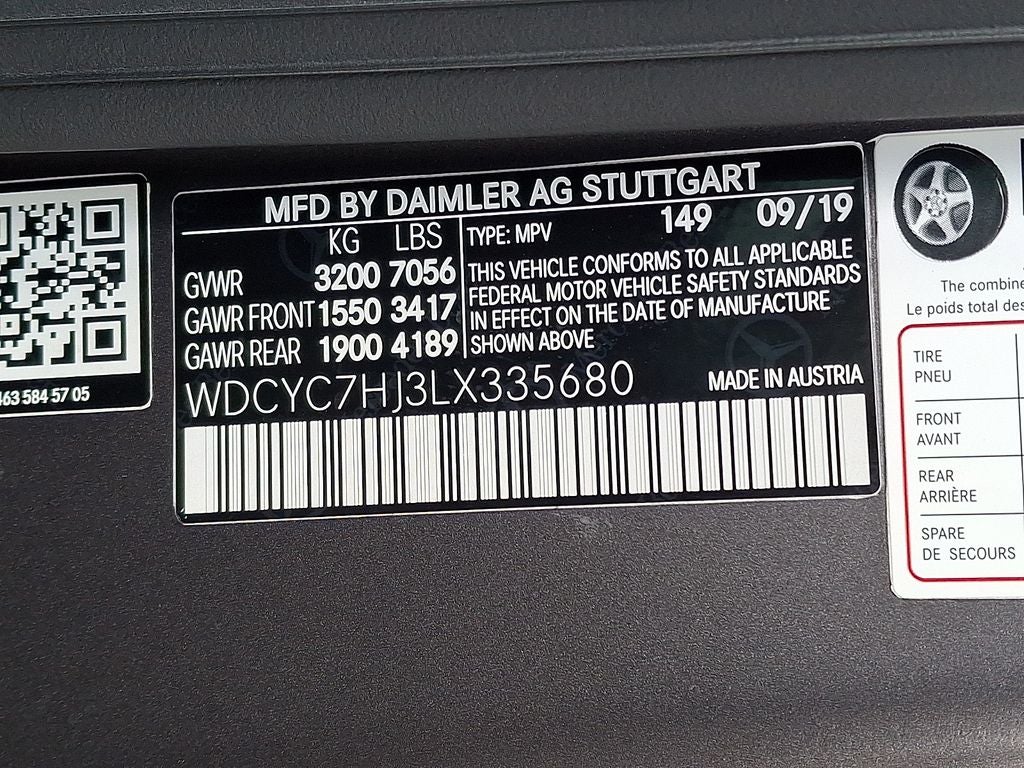 463 584 57 05
MFD BY DAIMLER AG STUTTGART
KG LBS
GVWR 3200 7056
GAWR FRONT 1550 3417
GAWR REAR 1900 4189
TYPE: MPV 149 09/19
THIS VEHICLE CONFORMS TO ALL APPLICABLE
FEDERAL MOTOR VEHICLE SAFETY STANDARDS
IN EFFECT ON THE DATE OF MANUFACTURE
SHOWN ABOVE
WDCYC7HJ3LX335680
MADE IN AUSTRIA
The combine
Le poids total des
TIRE
PNEU
FRONT
AVANT
REAR
ARRIÈRE
SPARE
DE SECOURS